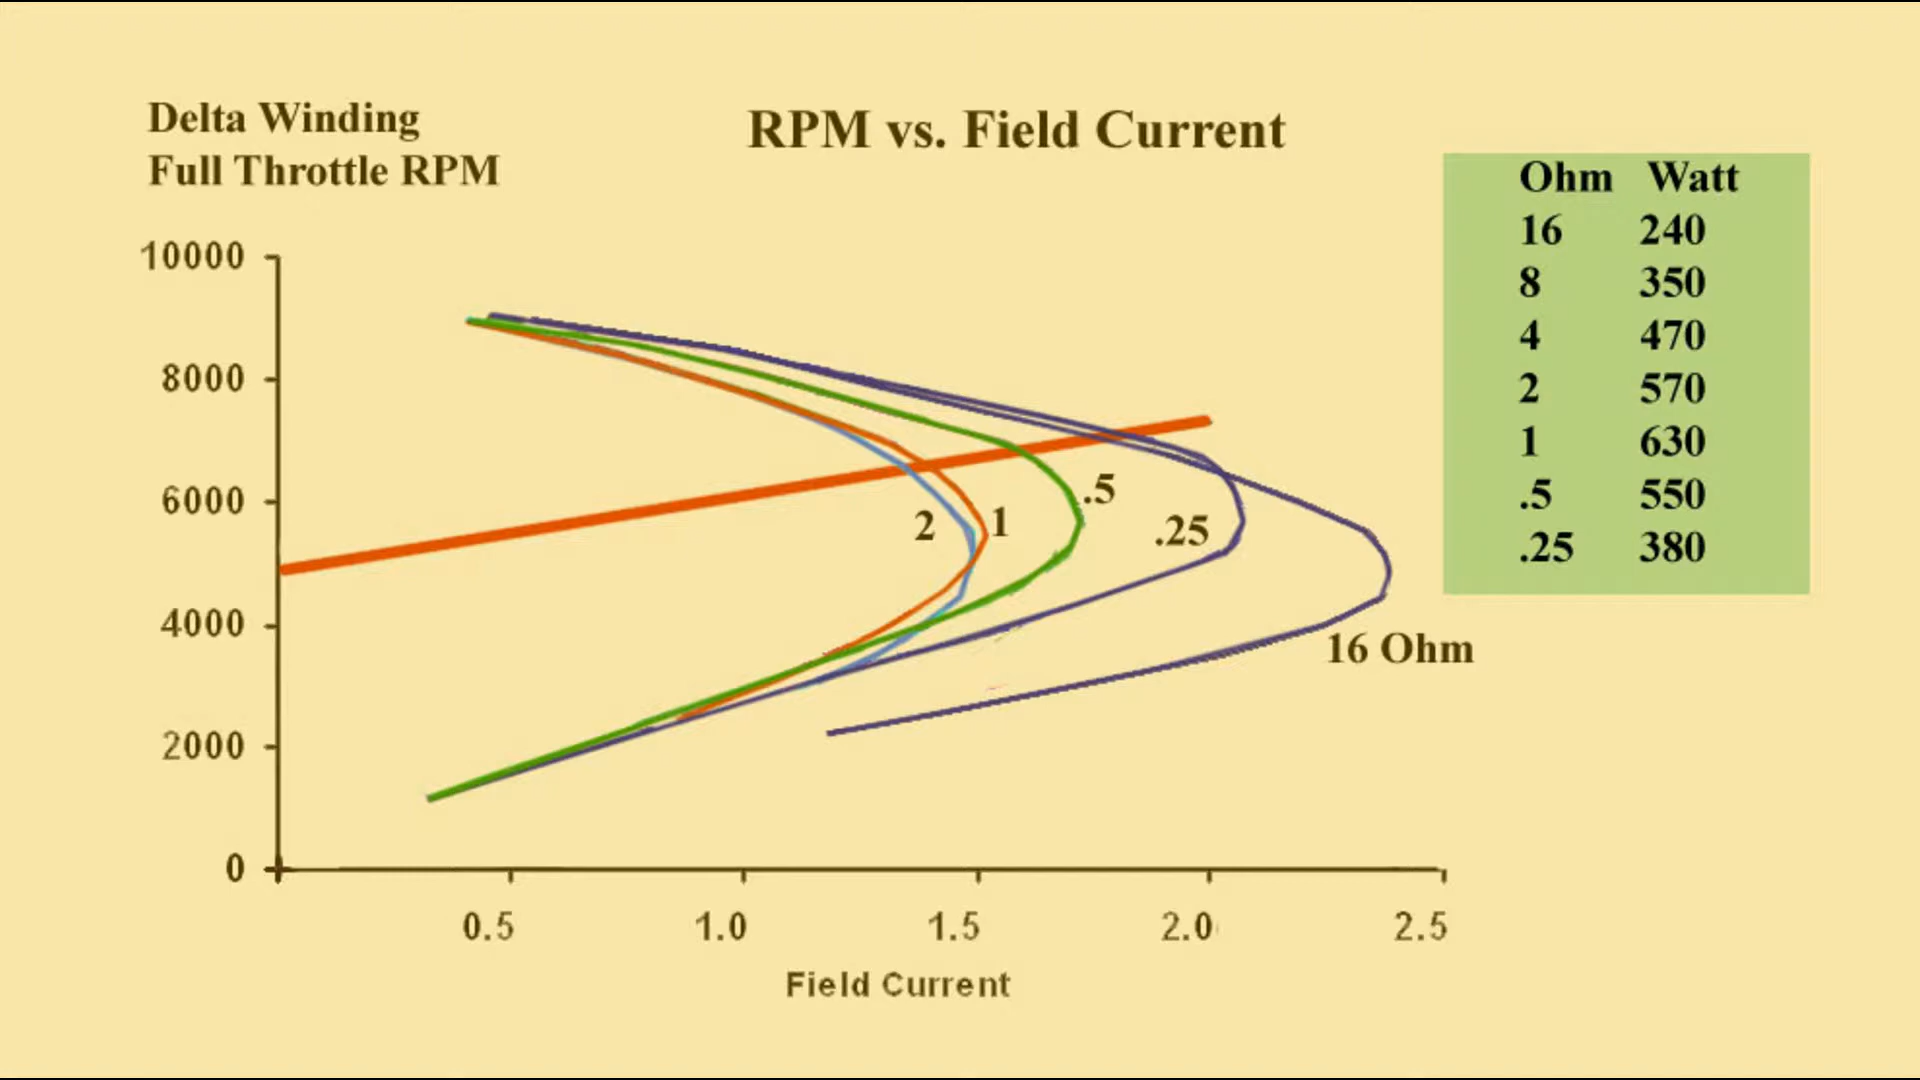 Delta Winding
Full Throttle RPM
RPM vs. Field Current
Ohm Watt
16 240
8 350
4 470
2 570
1 630
.5 550
.25 380
10000
8000
6000
4000
2000
0
2
1
.5
.25
16 Ohm
0.5 1.0 1.5 2.0 2.5
Field Current